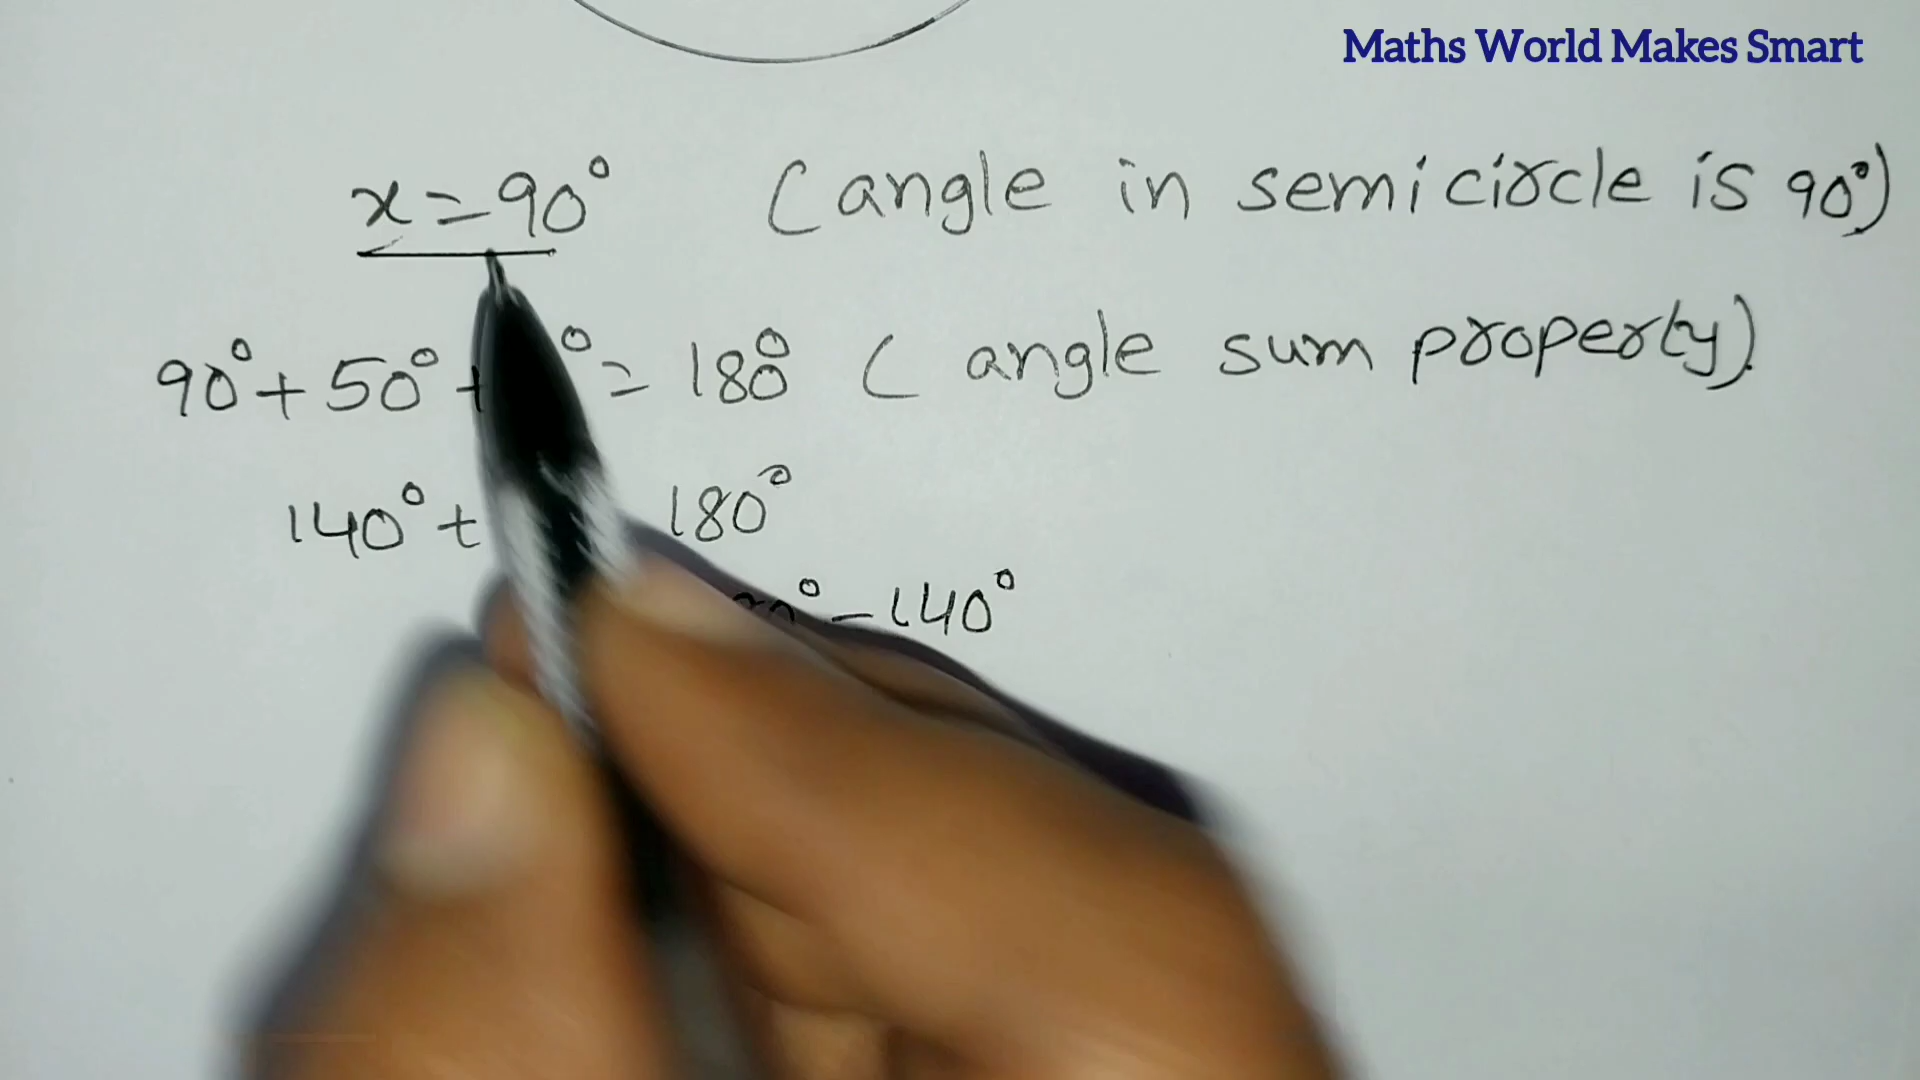 Maths World Makes Smart
x = 90° (angle in semicircle is 90°)
90° + 50° + ° = 180° (angle sum property).
140° + 180°
° - 140°